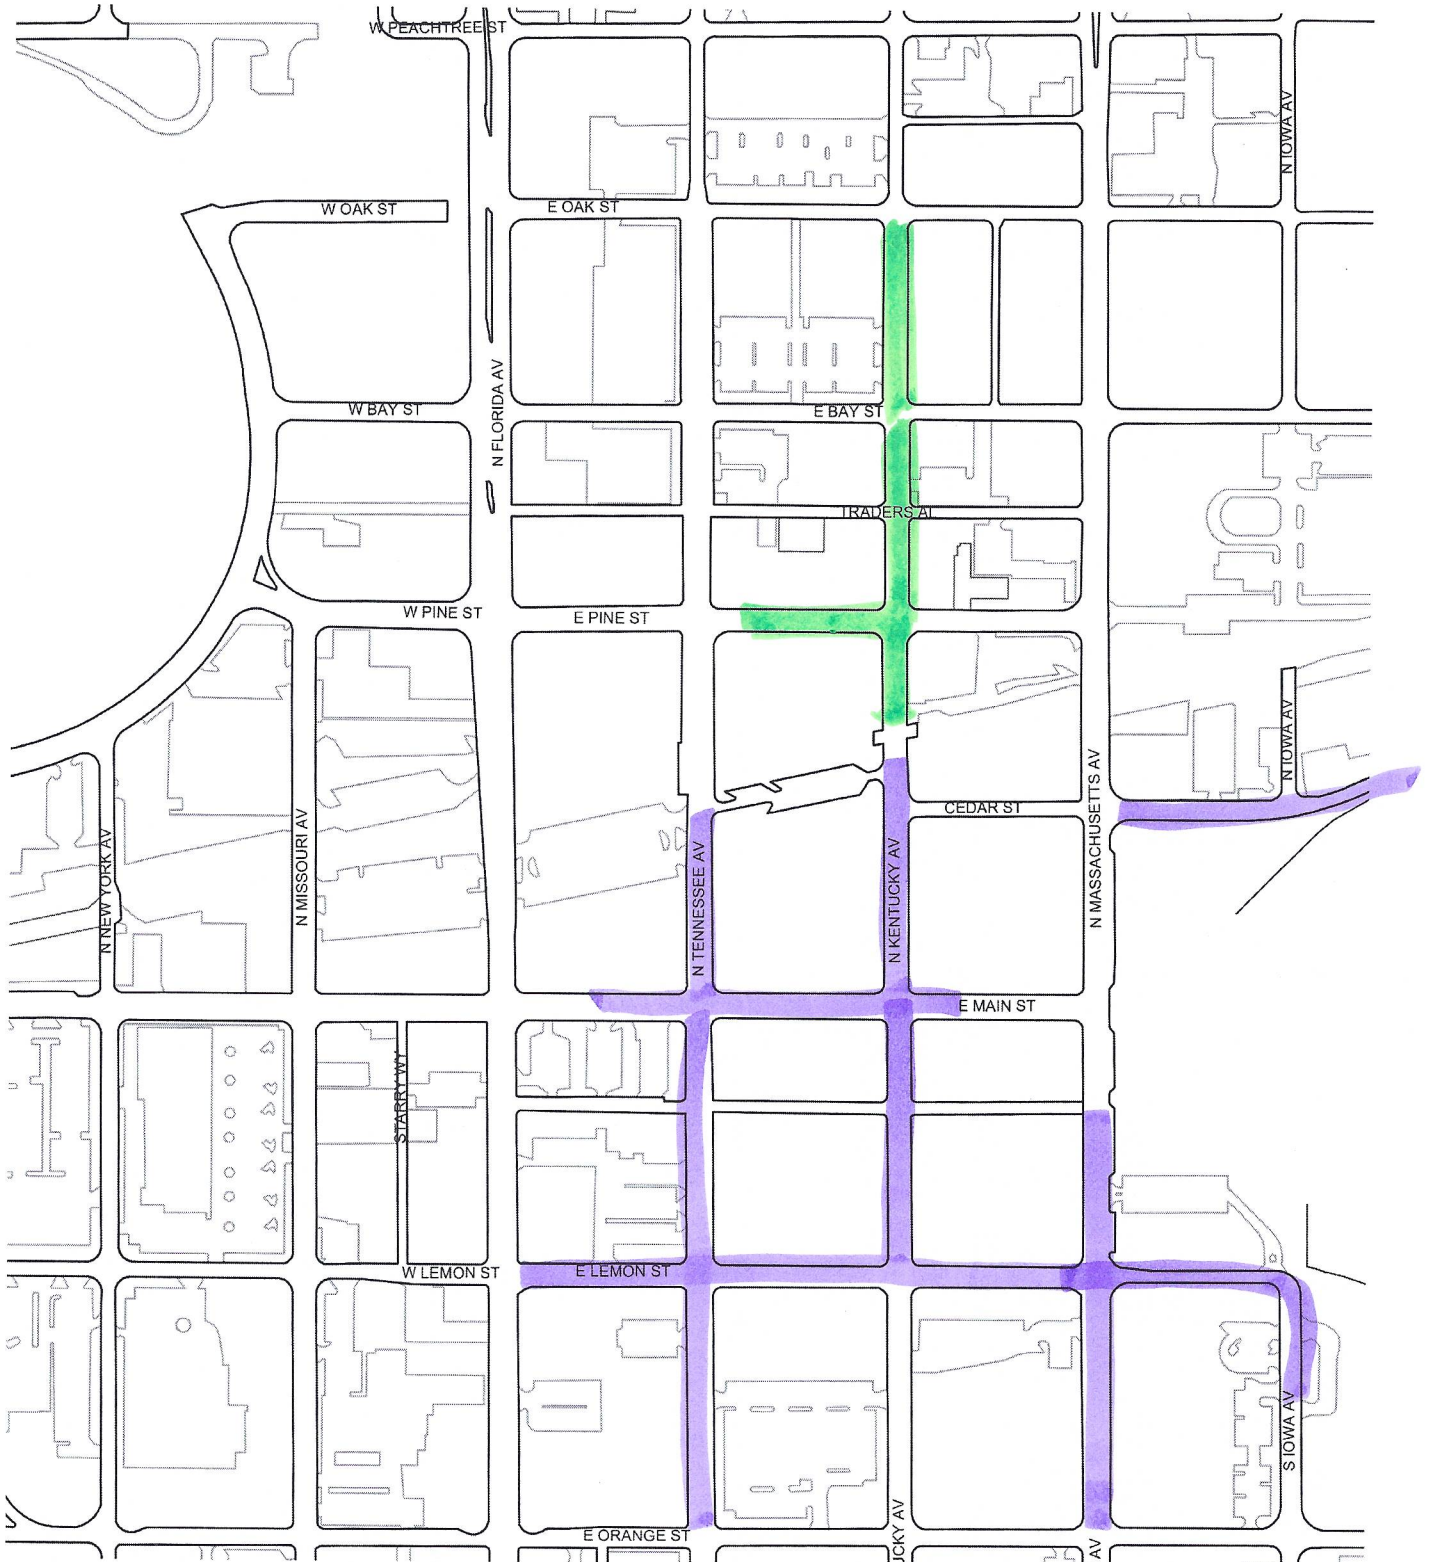 W PEACHTREE ST
N IOWA AV
W OAK ST
E OAK ST
N FLORIDA AV
W BAY ST
E BAY ST
TRADERS AL
W PINE ST
E PINE ST
N IOWA AV
CEDAR ST
N MASSACHUSETTS AV
N NEW YORK AV
N MISSOURI AV
N TENNESSEE AV
N KENTUCKY AV
E MAIN ST
STARRY WY
W LEMON ST
E LEMON ST
S IOWA AV
E ORANGE ST
UCKY AV
AV